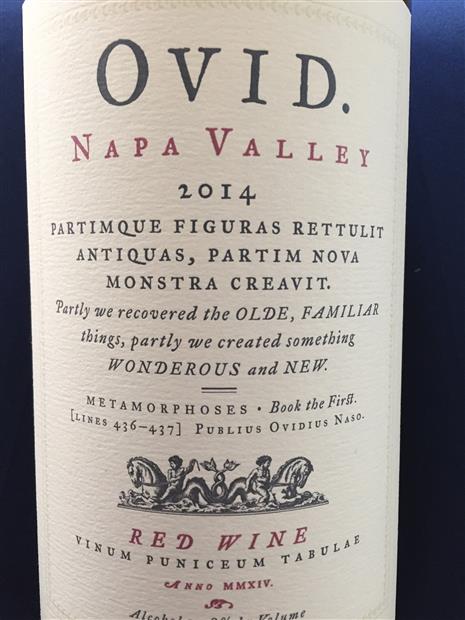 OVID.
NAPA VALLEY
2014
PARTIMQUE FIGURAS RETTULIT
ANTIQUAS, PARTIM NOVA
MONSTRA CREAVIT.
Partly we recovered the OLDE, FAMILIAR
things, partly we created something
WONDEROUS and NEW.
METAMORPHOSES • Book the First.
[LINES 436–437] PUBLIUS OVIDIUS NASO.
RED WINE
VINUM PUNICEUM TABULAE
ANNO MMXIV.
by Volume